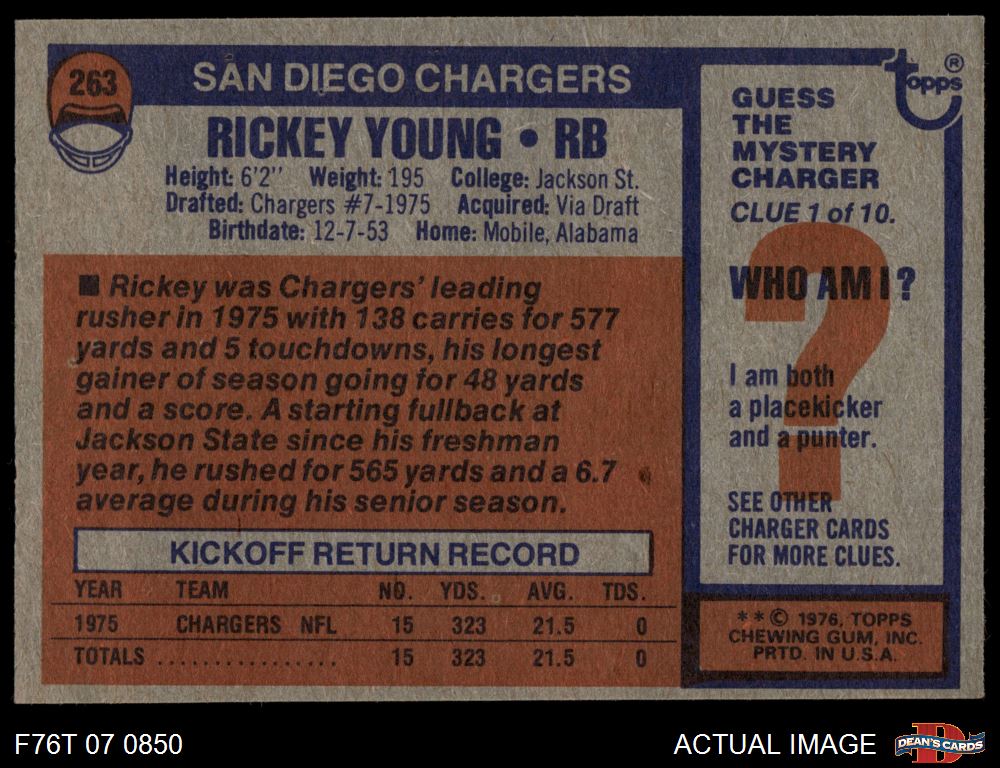 263
SAN DIEGO CHARGERS
RICKEY YOUNG • RB
Height: 6'2'' Weight: 195 College: Jackson St.
Drafted: Chargers #7-1975 Acquired: Via Draft
Birthdate: 12-7-53 Home: Mobile, Alabama
■ Rickey was Chargers' leading
rusher in 1975 with 138 carries for 577
yards and 5 touchdowns, his longest
gainer of season going for 48 yards
and a score. A starting fullback at
Jackson State since his freshman
year, he rushed for 565 yards and a 6.7
average during his senior season.
KICKOFF RETURN RECORD
YEAR TEAM NO. YDS. AVG. TDS.
1975 CHARGERS NFL 15 323 21.5 0
TOTALS ................ 15 323 21.5 0
Topps ®
GUESS
THE
MYSTERY
CHARGER
CLUE 1 of 10.
WHO AM I ?
?
I am both
a placekicker
and a punter.
SEE OTHER
CHARGER CARDS
FOR MORE CLUES.
** © 1976, TOPPS
CHEWING GUM, INC.
PRTD. IN U.S.A.
F76T 07 0850
ACTUAL IMAGE
D
DEAN'S CARDS